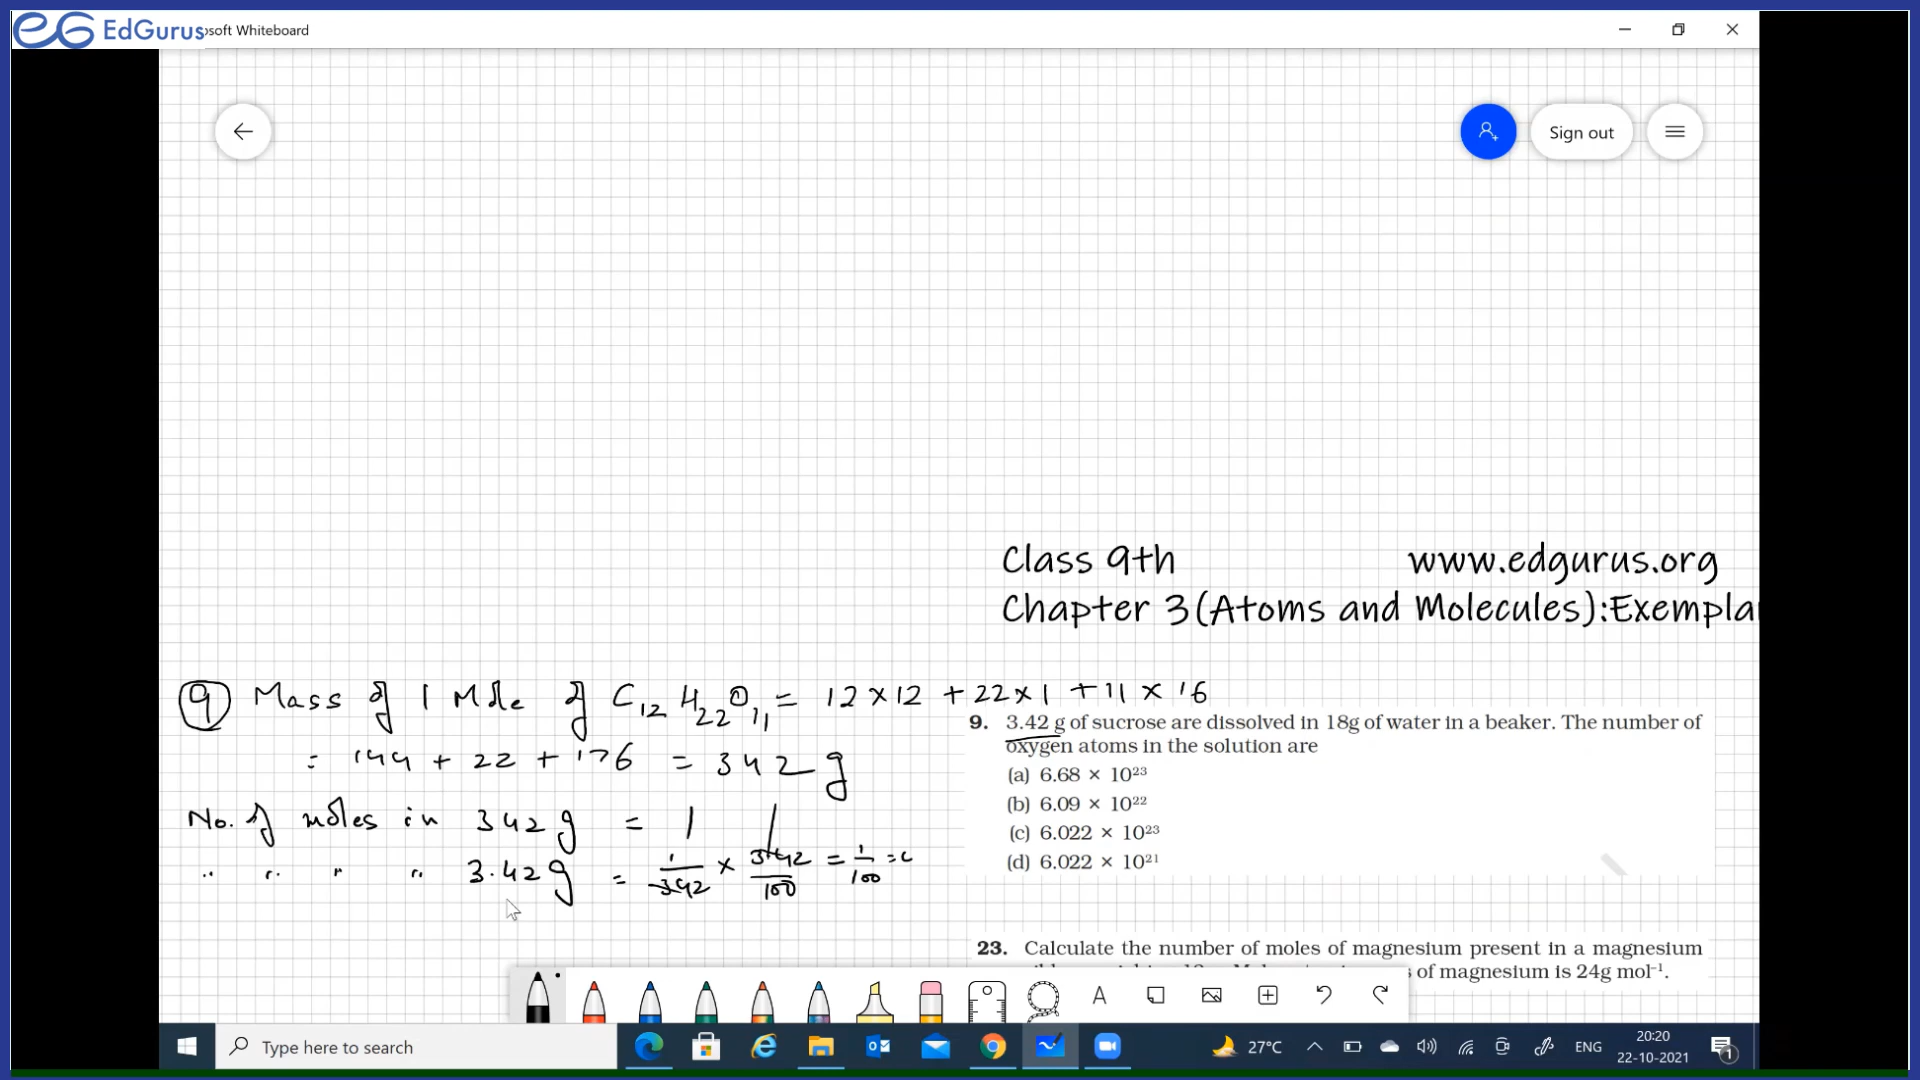 EdGurus
osoft Whiteboard
Sign out
Class 9th www.edgurus.org
Chapter 3(Atoms and Molecules):Exempla
9 Mass of 1 Mole of C₁₂H₂₂O₁₁ = 12×12 + 22×1 + 11 × 16
= 144 + 22 + 176 = 342 g
No. of moles in 342 g = 1
〃 〃 〃 〃 3.42 g = 1/342 × 342/100 = 1/100 =
9. 3.42 g of sucrose are dissolved in 18g of water in a beaker. The number of
oxygen atoms in the solution are
(a) 6.68 × 10²³
(b) 6.09 × 10²²
(c) 6.022 × 10²³
(d) 6.022 × 10²¹
23. Calculate the number of moles of magnesium present in a magnesium
of magnesium is 24g mol⁻¹.
A
Type here to search
27°C
ENG
20:20
22-10-2021
1